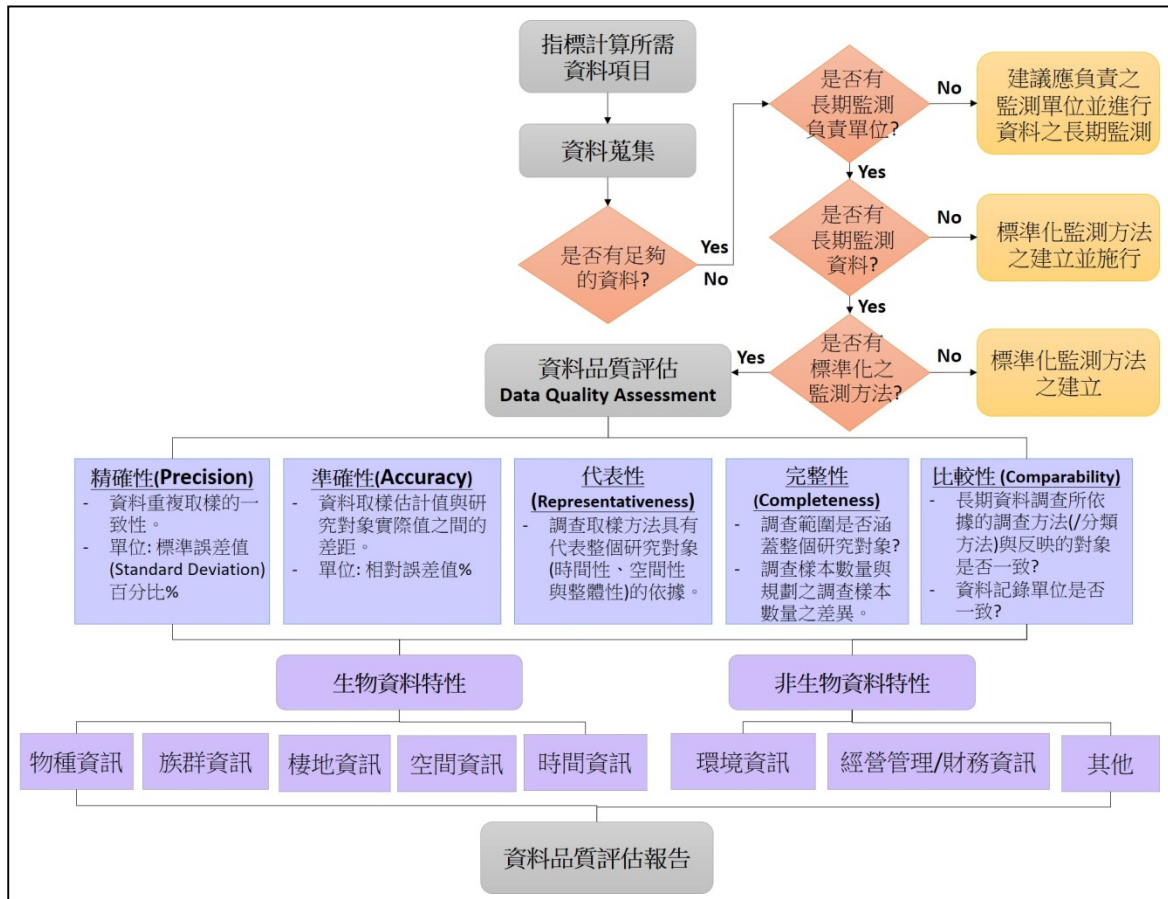 指標計算所需
資料項目
資料蒐集
是否有足夠
的資料?
Yes
No
是否有
長期監測
負責單位?
No
建議應負責之
監測單位並進行
資料之長期監測
Yes
是否有
長期監測
資料?
No
標準化監測方法
之建立並施行
Yes
是否有
標準化之
監測方法?
No
標準化監測方法
之建立
Yes
資料品質評估
Data Quality Assessment
精確性(Precision)
- 資料重複取樣的一
致性。
- 單位: 標準誤差值
(Standard Deviation)
百分比%
準確性(Accuracy)
- 資料取樣估計值與研
究對象實際值之間的
差距。
- 單位: 相對誤差值%
代表性
(Representativeness)
- 調查取樣方法具有
代表整個研究對象
(時間性、空間性
與整體性)的依據。
完整性
(Completeness)
- 調查範圍是否涵
蓋整個研究對象?
- 調查樣本數量與
規劃之調查樣本
數量之差異。
比較性 (Comparability)
- 長期資料調查所依
據的調查方法(/分類
方法)與反映的對象
是否一致?
- 資料記錄單位是否
一致?
生物資料特性
非生物資料特性
物種資訊
族群資訊
棲地資訊
空間資訊
時間資訊
環境資訊
經營管理/財務資訊
其他
資料品質評估報告